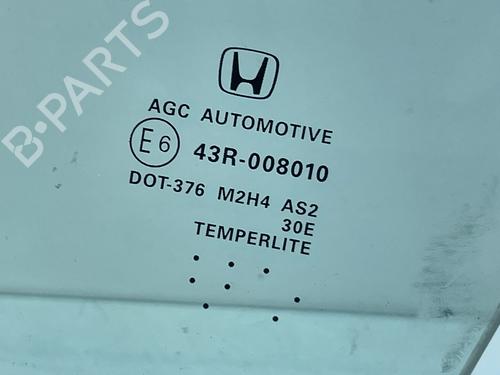 B-PARTS
AGC AUTOMOTIVE
E6 43R-008010
DOT-376 M2H4 AS2
30E
TEMPERLITE